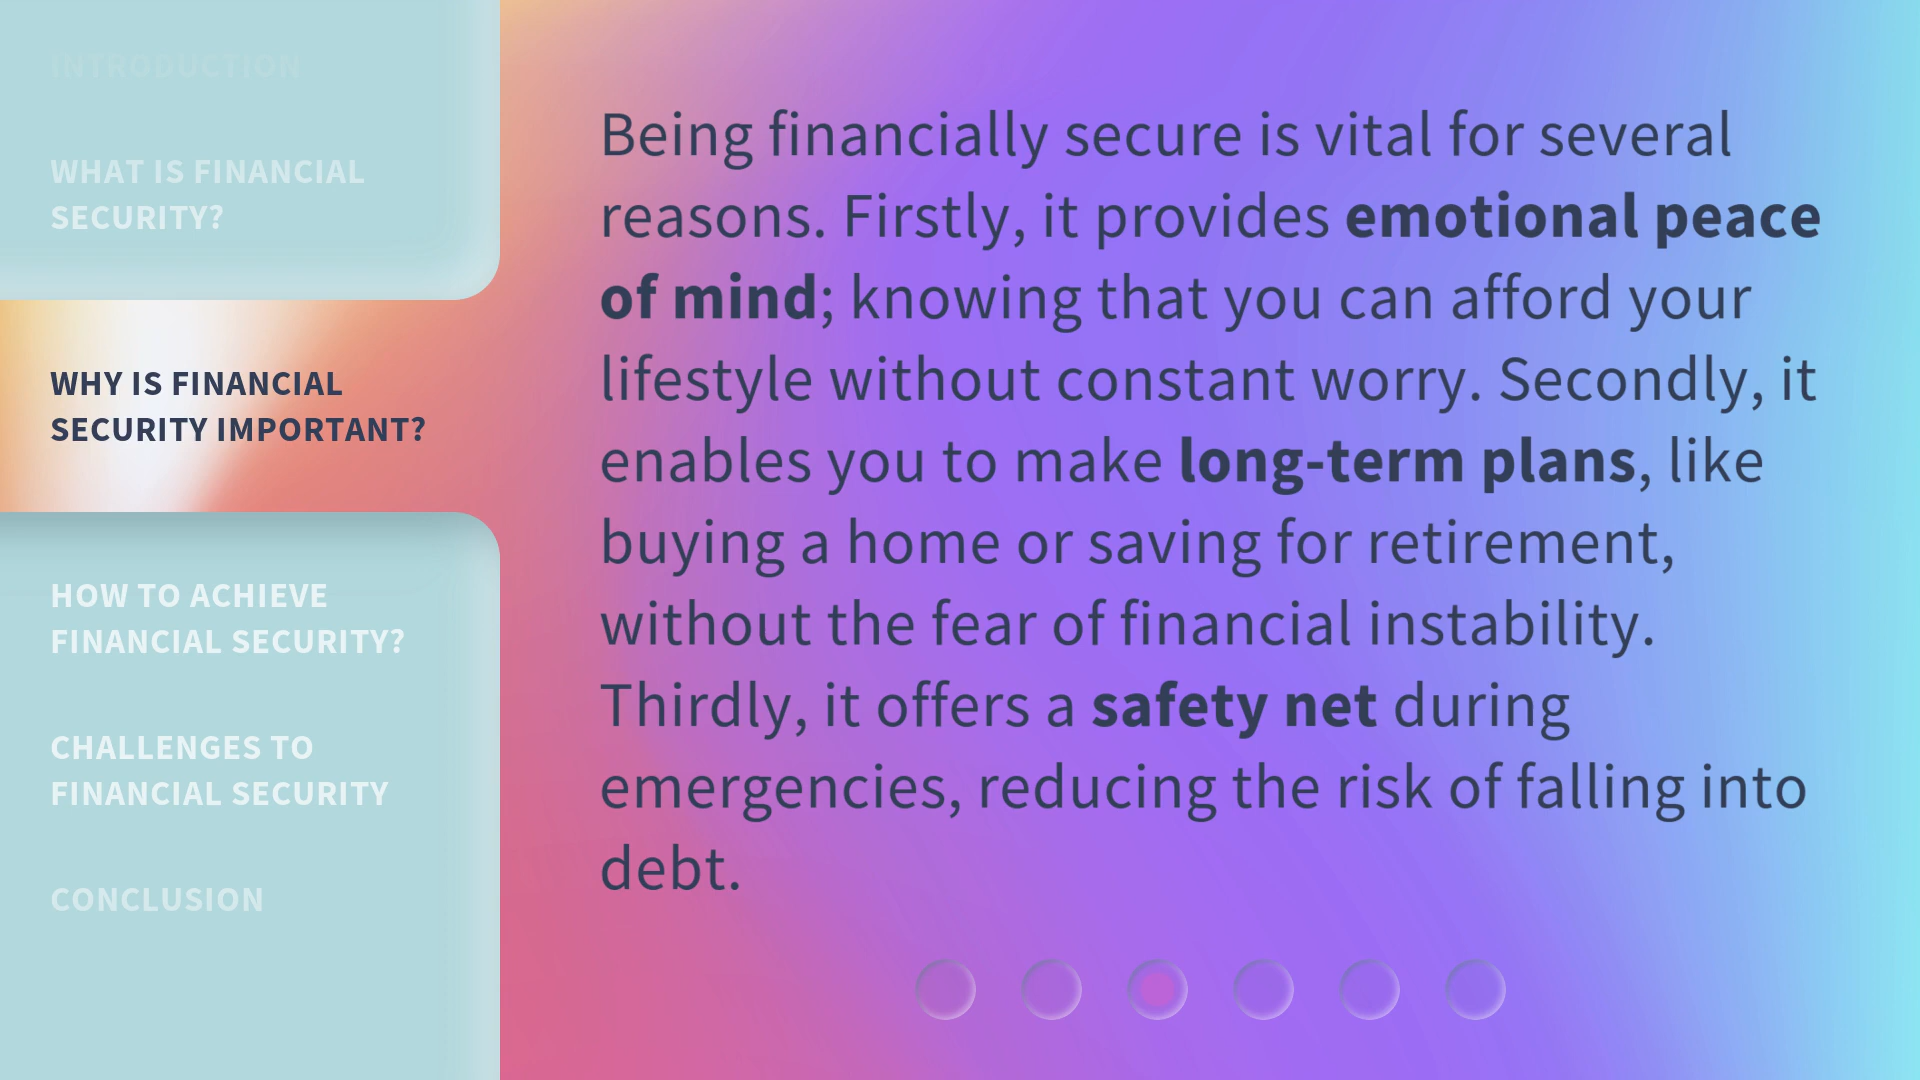 INTRODUCTION
WHAT IS FINANCIAL
SECURITY?
WHY IS FINANCIAL
SECURITY IMPORTANT?
HOW TO ACHIEVE
FINANCIAL SECURITY?
CHALLENGES TO
FINANCIAL SECURITY
CONCLUSION
Being financially secure is vital for several
reasons. Firstly, it provides emotional peace
of mind; knowing that you can afford your
lifestyle without constant worry. Secondly, it
enables you to make long-term plans, like
buying a home or saving for retirement,
without the fear of financial instability.
Thirdly, it offers a safety net during
emergencies, reducing the risk of falling into
debt.